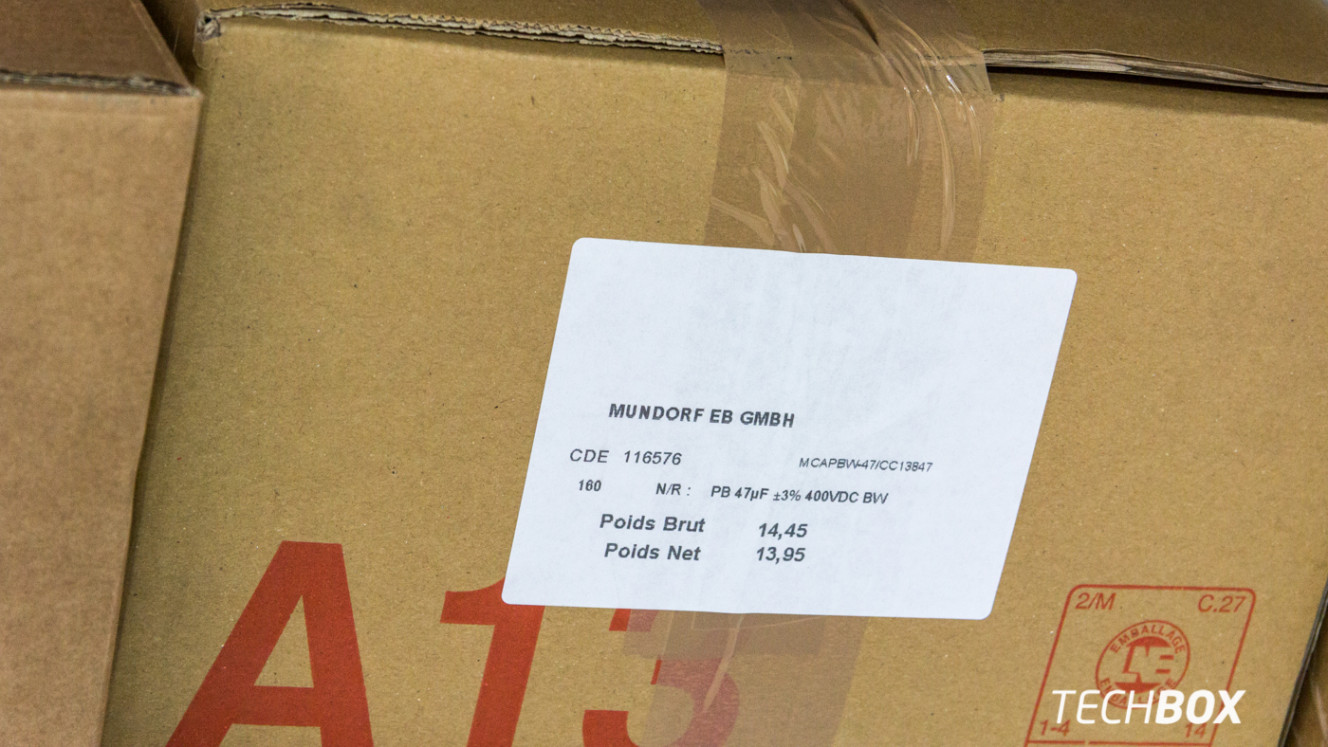 MUNDORF EB GMBH
CDE 116576 MCAPBW-47/CC13847
160 N/R : PB 47µF ±3% 400VDC BW
Poids Brut 14,45
Poids Net 13,95
A13
2/M C.27
EMBALLAGE
1-4 14
TECHBOX